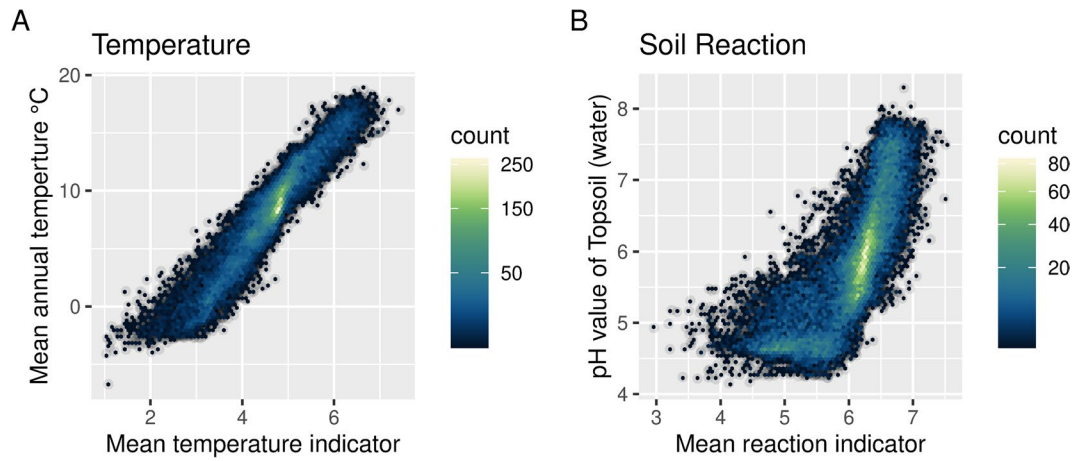 A
Temperature
Mean annual temperture °C
20
10
0
2
4
6
Mean temperature indicator
count
250
150
50
B
Soil Reaction
pH value of Topsoil (water)
8
7
6
5
4
3
4
5
6
7
Mean reaction indicator
count
80
60
40
20